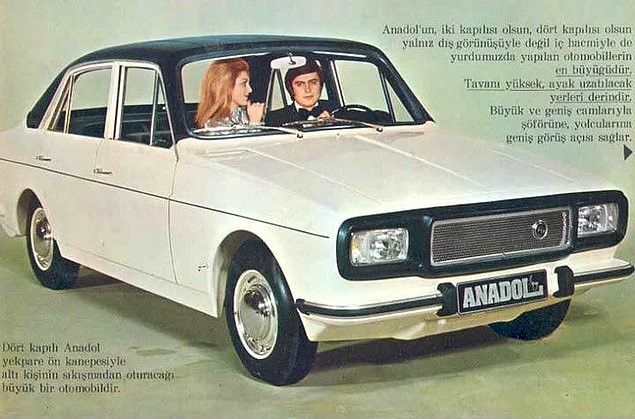 Anadol'un, iki kapılısı olsun, dört kapılısı olsun
yalnız dış görünüşüyle değil iç hacmiyle de
yurdumuzda yapılan otomobillerin
en büyüğüdür.
Tavanı yüksek, ayak uzatılacak
yerleri derindir.
Büyük ve geniş camlarıyla
şoförüne, yolcularına
geniş görüş açısı sağlar.
ANADOL
Dört kapılı Anadol
yekpare ön kanepesiyle
altı kişinin sıkışmadan oturacağı
büyük bir otomobildir.